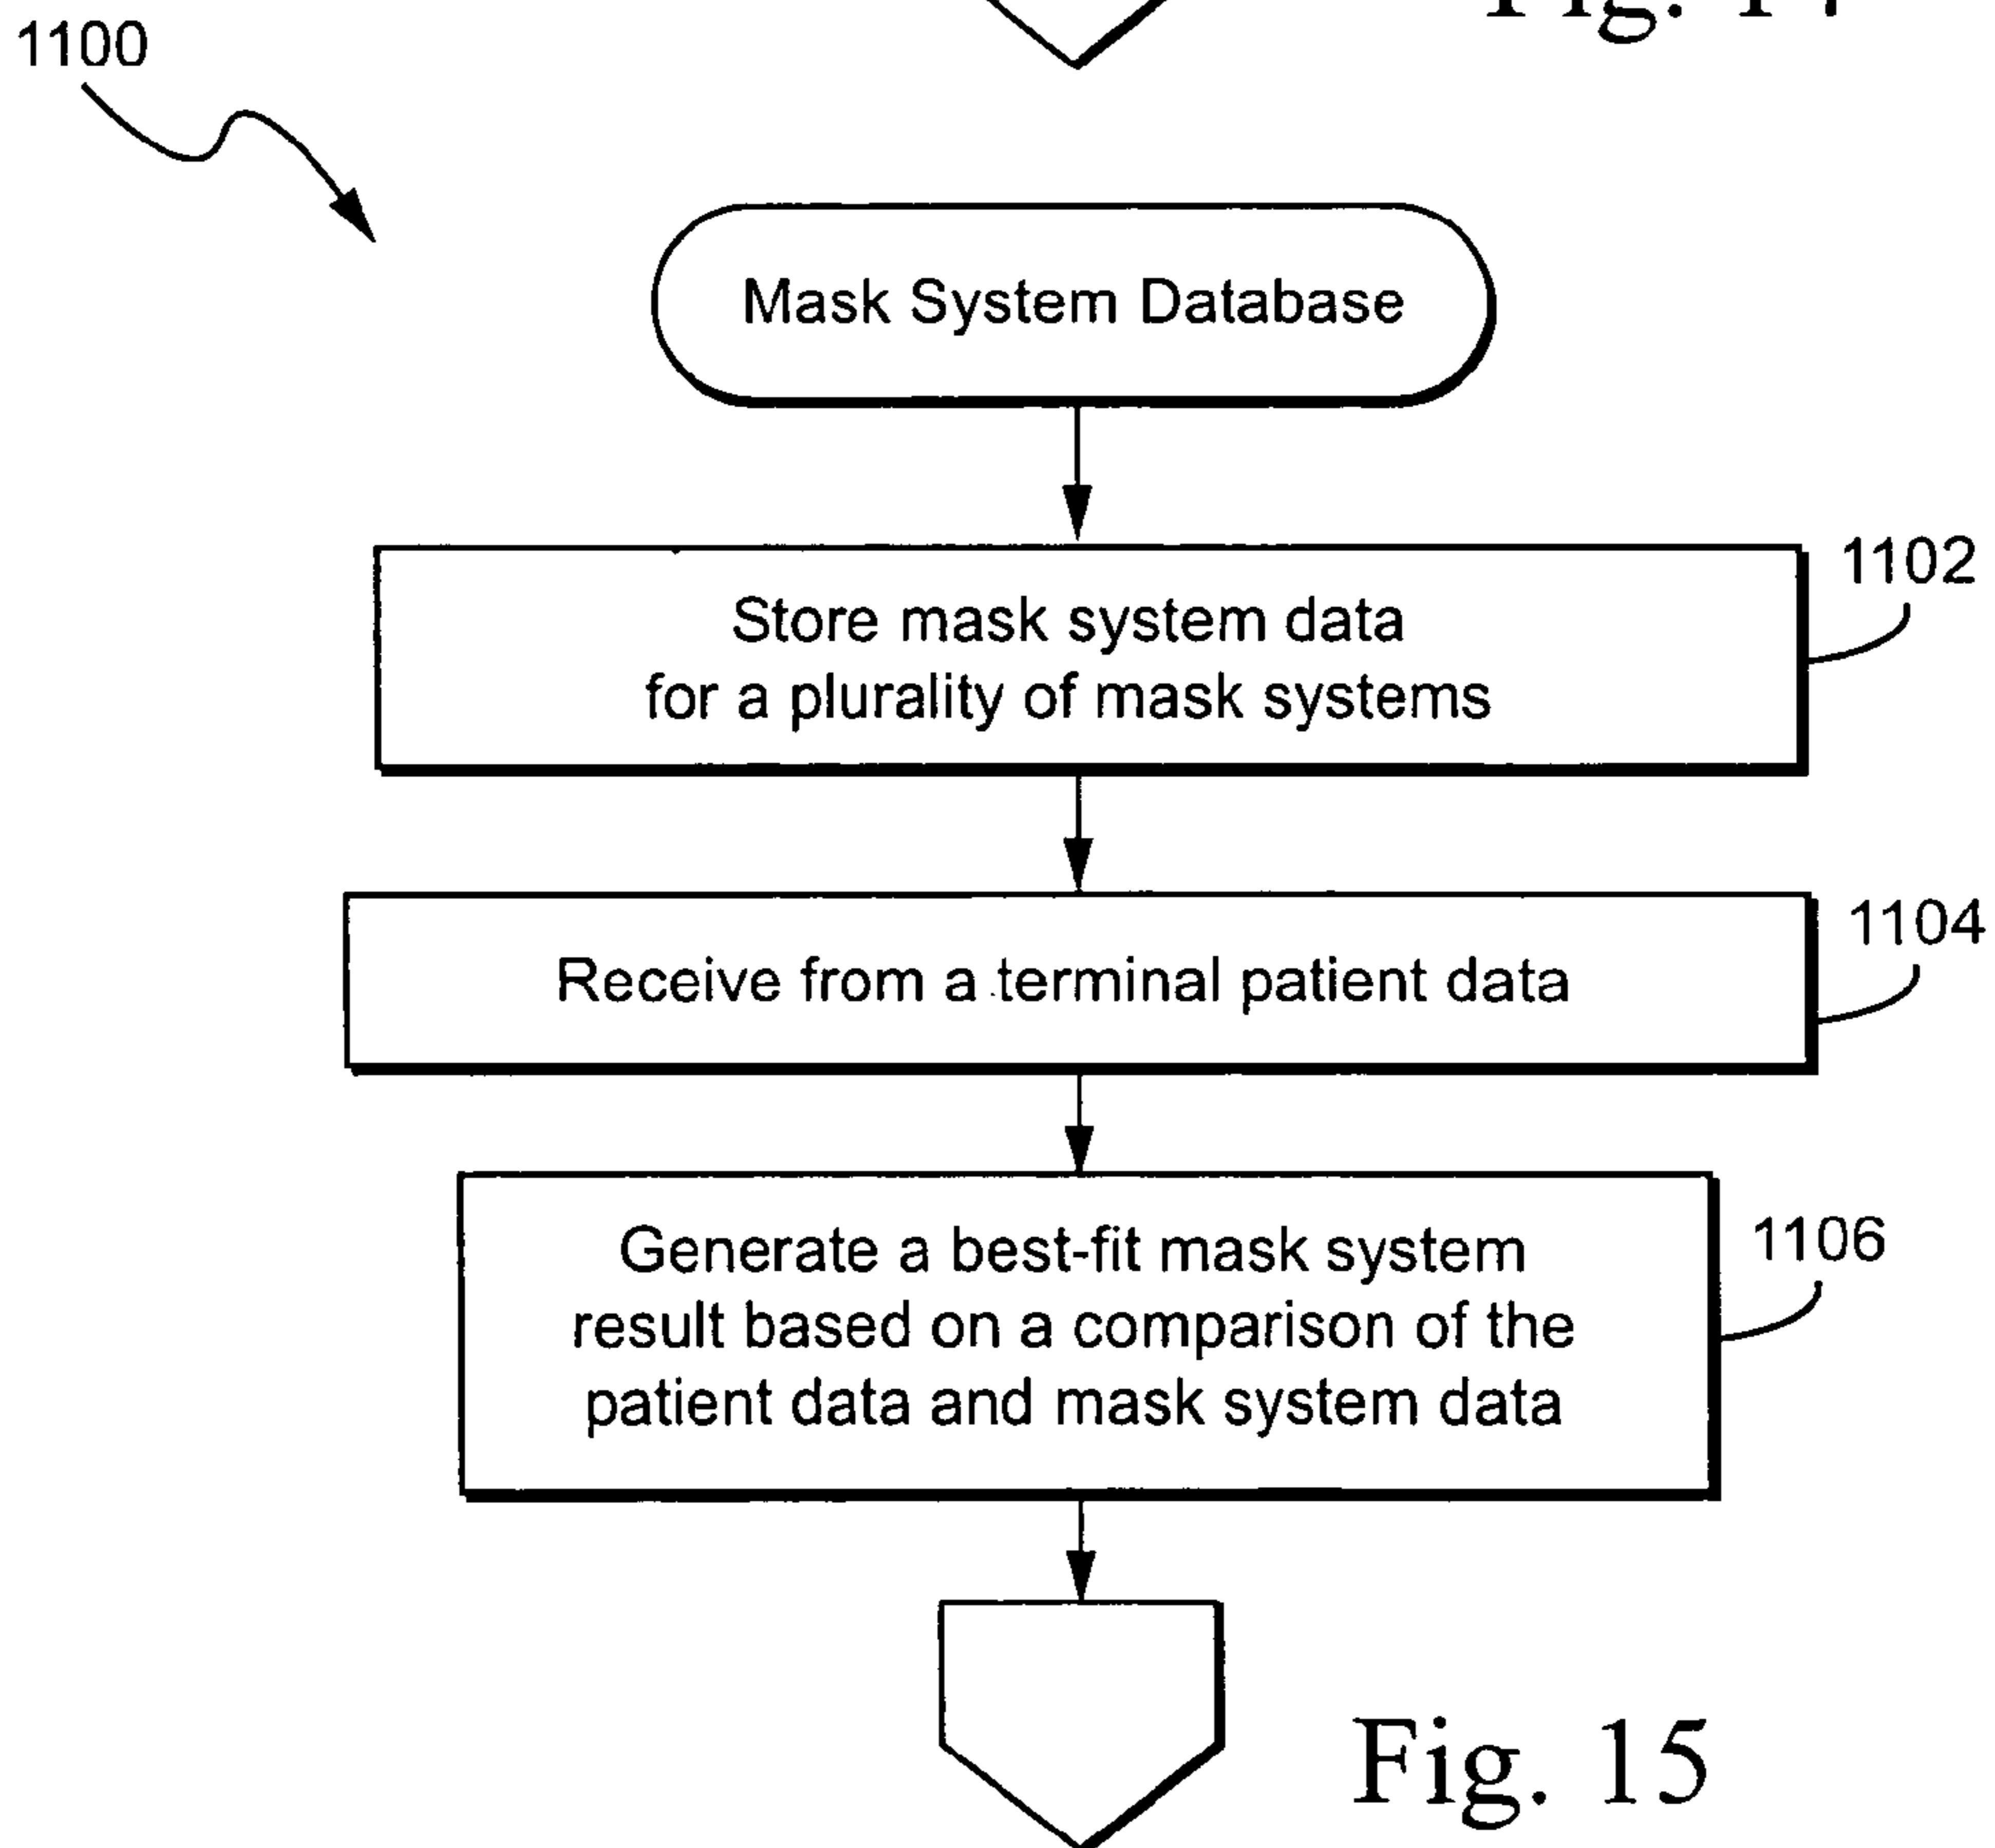 1100
Mask System Database
1102
Store mask system data
for a plurality of mask systems
1104
Receive from a terminal patient data
1106
Generate a best-fit mask system
result based on a comparison of the
patient data and mask system data
Fig. 15